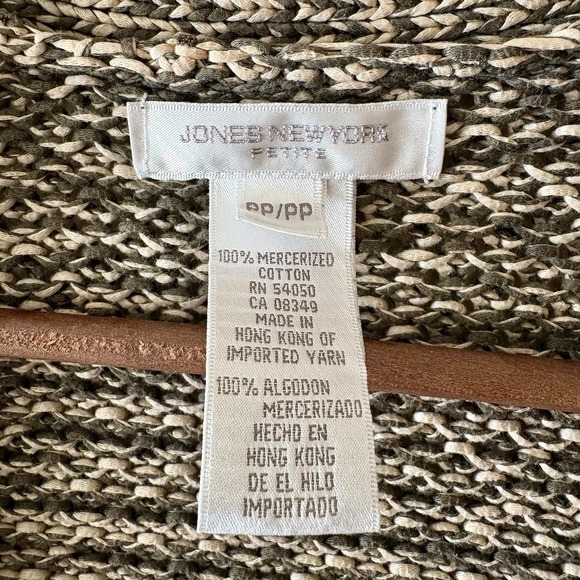 JONES NEW YORK
PETITE
PP/PP
100% MERCERIZED
COTTON
RN 54050
CA 08349
MADE IN
HONG KONG OF
IMPORTED YARN
100% ALGODON
MERCERIZADO
HECHO EN
HONG KONG
DE EL HILO
IMPORTADO